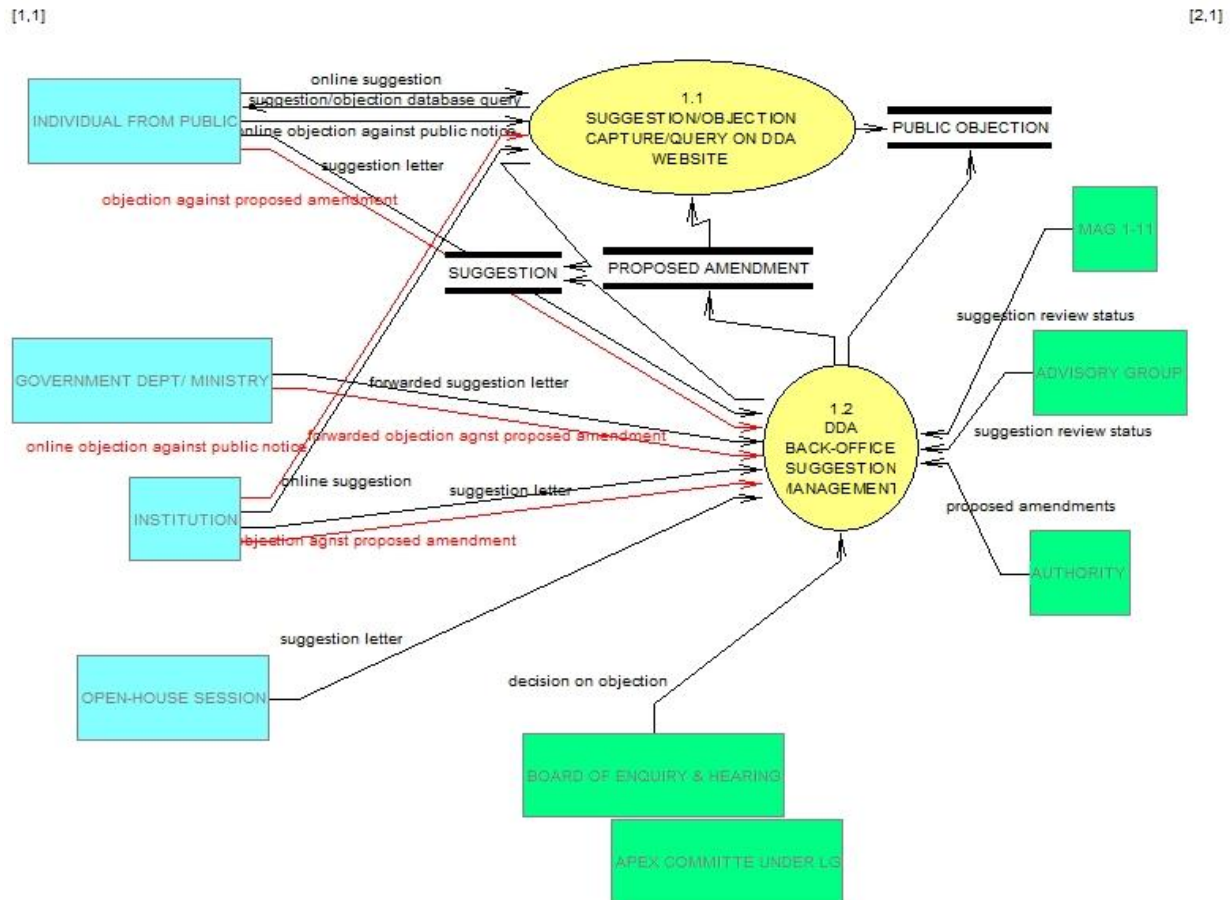 [1,1]
[2,1]
online suggestion
suggestion/objection database query
INDIVIDUAL FROM PUBLIC
online objection against public notice
suggestion letter
objection against proposed amendment
1.1
SUGGESTION/OBJECTION
CAPTURE/QUERY ON DDA
WEBSITE
PUBLIC OBJECTION
SUGGESTION
PROPOSED AMENDMENT
MAG 1-11
suggestion review status
ADVISORY GROUP
suggestion review status
GOVERNMENT DEPT/ MINISTRY
forwarded suggestion letter
forwarded objection agnst proposed amendment
online objection against public notice
online suggestion
INSTITUTION
suggestion letter
objection agnst proposed amendment
1.2
DDA
BACK-OFFICE
SUGGESTION
MANAGEMENT
proposed amendments
AUTHORITY
suggestion letter
OPEN-HOUSE SESSION
decision on objection
BOARD OF ENQUIRY & HEARING
APEX COMMITTE UNDER LG